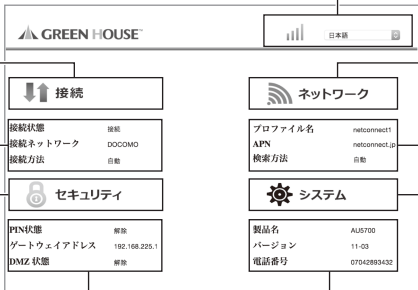 GREEN HOUSE™
日本語
接続
接続状態 接続
接続ネットワーク DOCOMO
接続方法 自動
ネットワーク
プロファイル名 netconnect1
APN netconnect.jp
検索方法 自動
セキュリティ
PIN状態 解除
ゲートウェイアドレス 192.168.225.1
DMZ 状態 解除
システム
製品名 AU5700
バージョン 11-03
電話番号 07042893432